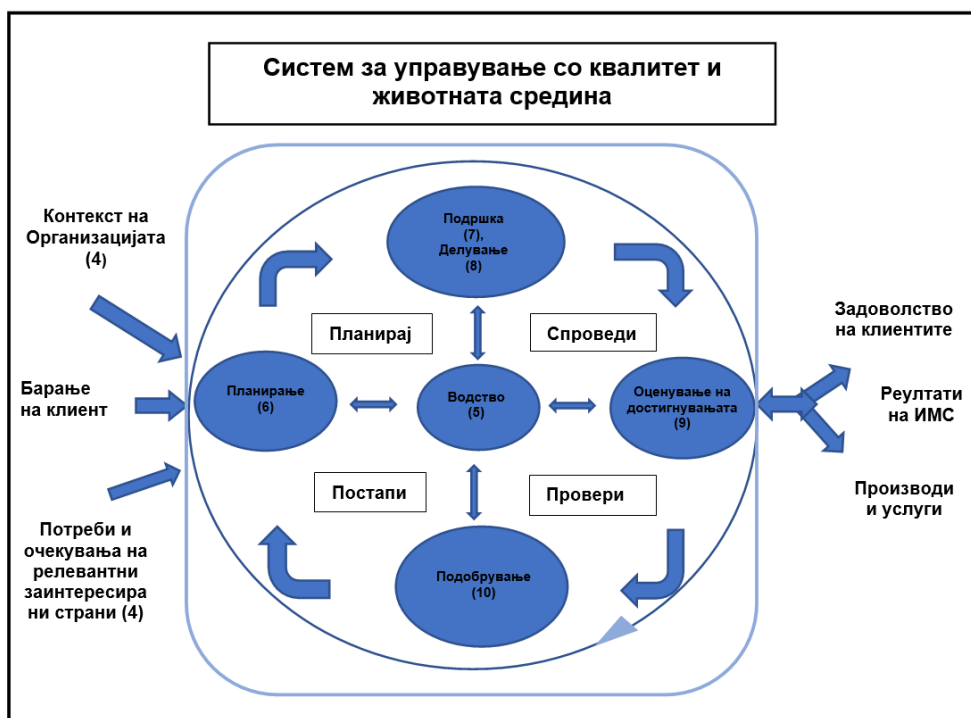 Систем за управување со квалитет и
животната средина
Контекст на
Организацијата
(4)
Барање
на клиент
Потреби и
очекувања на
релевантни
заинтересира
ни страни (4)
Подршка
(7),
Делување
(8)
Планирај
Спроведи
Планирање
(6)
Водство
(5)
Оценување на
достигнувањата
(9)
Постапи
Провери
Подобрување
(10)
Задоволство
на клиентите
Реултати
на ИМС
Производи
и услуги